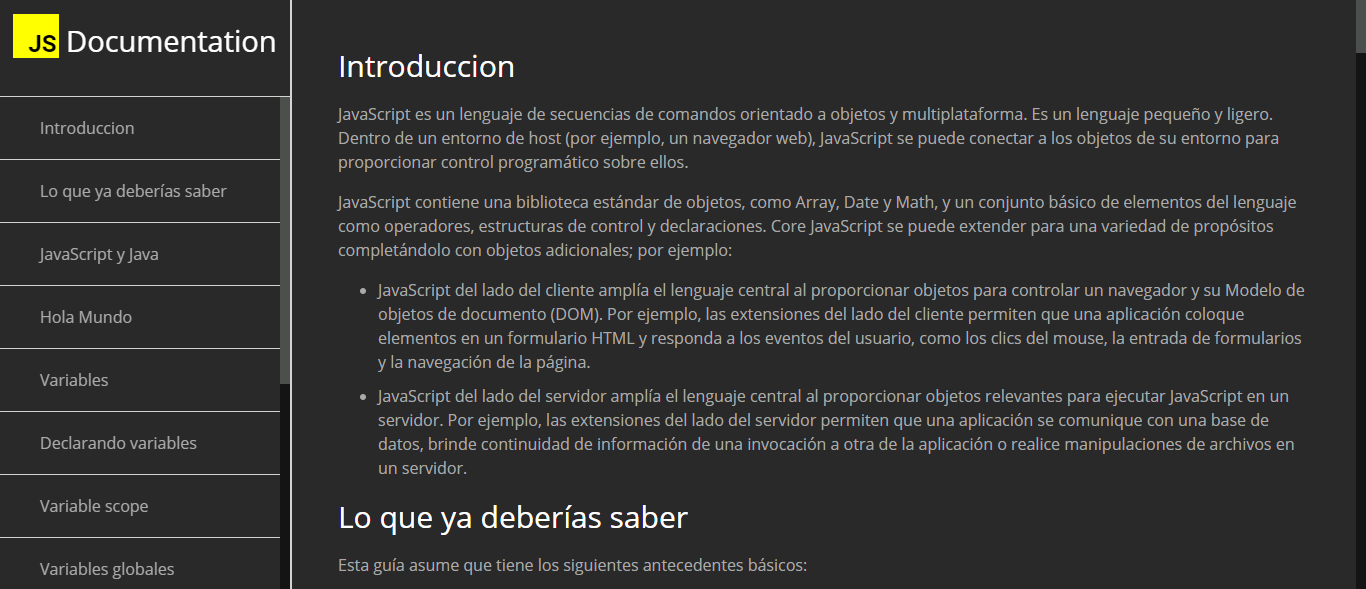 JS Documentation
Introduccion
Lo que ya deberías saber
JavaScript y Java
Hola Mundo
Variables
Declarando variables
Variable scope
Variables globales
Introduccion
JavaScript es un lenguaje de secuencias de comandos orientado a objetos y multiplataforma. Es un lenguaje pequeño y ligero.
Dentro de un entorno de host (por ejemplo, un navegador web), JavaScript se puede conectar a los objetos de su entorno para
proporcionar control programático sobre ellos.
JavaScript contiene una biblioteca estándar de objetos, como Array, Date y Math, y un conjunto básico de elementos del lenguaje
como operadores, estructuras de control y declaraciones. Core JavaScript se puede extender para una variedad de propósitos
completándolo con objetos adicionales; por ejemplo:
• JavaScript del lado del cliente amplía el lenguaje central al proporcionar objetos para controlar un navegador y su Modelo de
objetos de documento (DOM). Por ejemplo, las extensiones del lado del cliente permiten que una aplicación coloque
elementos en un formulario HTML y responda a los eventos del usuario, como los clics del mouse, la entrada de formularios
y la navegación de la página.
• JavaScript del lado del servidor amplía el lenguaje central al proporcionar objetos relevantes para ejecutar JavaScript en un
servidor. Por ejemplo, las extensiones del lado del servidor permiten que una aplicación se comunique con una base de
datos, brinde continuidad de información de una invocación a otra de la aplicación o realice manipulaciones de archivos en
un servidor.
Lo que ya deberías saber
Esta guía asume que tiene los siguientes antecedentes básicos: